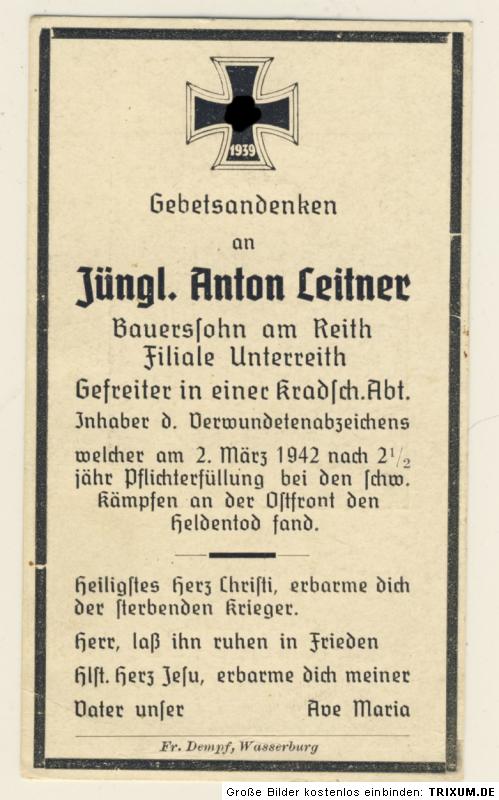 1939
Gebetsandenken
an
Jüngl. Anton Leitner
Bauerssohn am Reith
Filiale Unterreith
Gefreiter in einer Kradsch.Abt.
Inhaber d. Verwundetenabzeichens
welcher am 2. März 1942 nach 2½
jähr Pflichterfüllung bei den schw.
Kämpfen an der Ostfront den
Heldentod fand.
Heiligstes Herz Christi, erbarme dich
der sterbenden Krieger.
Herr, laß ihn ruhen in Frieden
Hlst. Herz Jesu, erbarme dich meiner
Vater unser Ave Maria
Fr. Dempf, Wasserburg
Große Bilder kostenlos einbinden: TRIXUM.DE